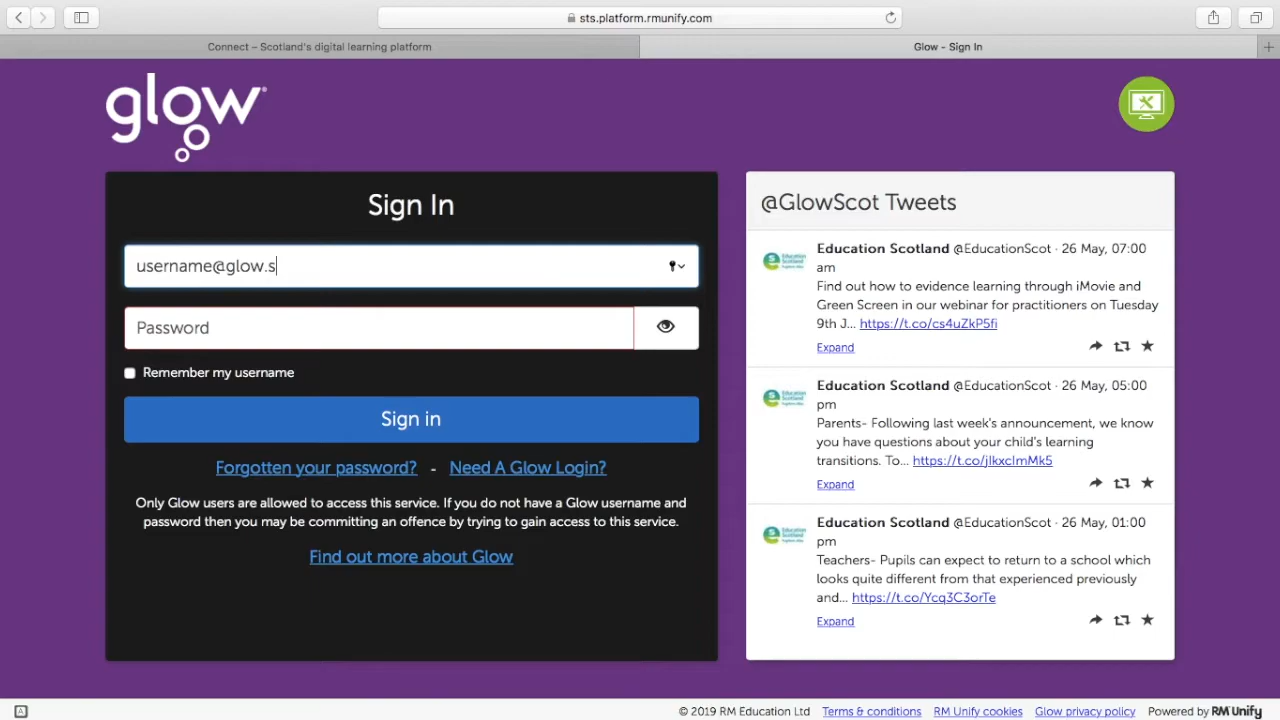 sts.platform.rmunify.com
Connect – Scotland's digital learning platform
Glow - Sign In
glow
Sign In
username@glow.s
Password
Remember my username
Sign in
Forgotten your password? - Need A Glow Login?
Only Glow users are allowed to access this service. If you do not have a Glow username and
password then you may be committing an offence by trying to gain access to this service.
Find out more about Glow
@GlowScot Tweets
Education Scotland @EducationScot · 26 May, 07:00
am
Find out how to evidence learning through iMovie and
Green Screen in our webinar for practitioners on Tuesday
9th J... https://t.co/cs4uZkP5fi
Expand
Education Scotland @EducationScot · 26 May, 05:00
pm
Parents- Following last week's announcement, we know
you have questions about your child's learning
transitions. To... https://t.co/jIkxcImMk5
Expand
Education Scotland @EducationScot · 26 May, 01:00
pm
Teachers- Pupils can expect to return to a school which
looks quite different from that experienced previously
and... https://t.co/Ycq3C3orTe
Expand
© 2019 RM Education Ltd Terms & conditions RM Unify cookies Glow privacy policy Powered by RM Unify